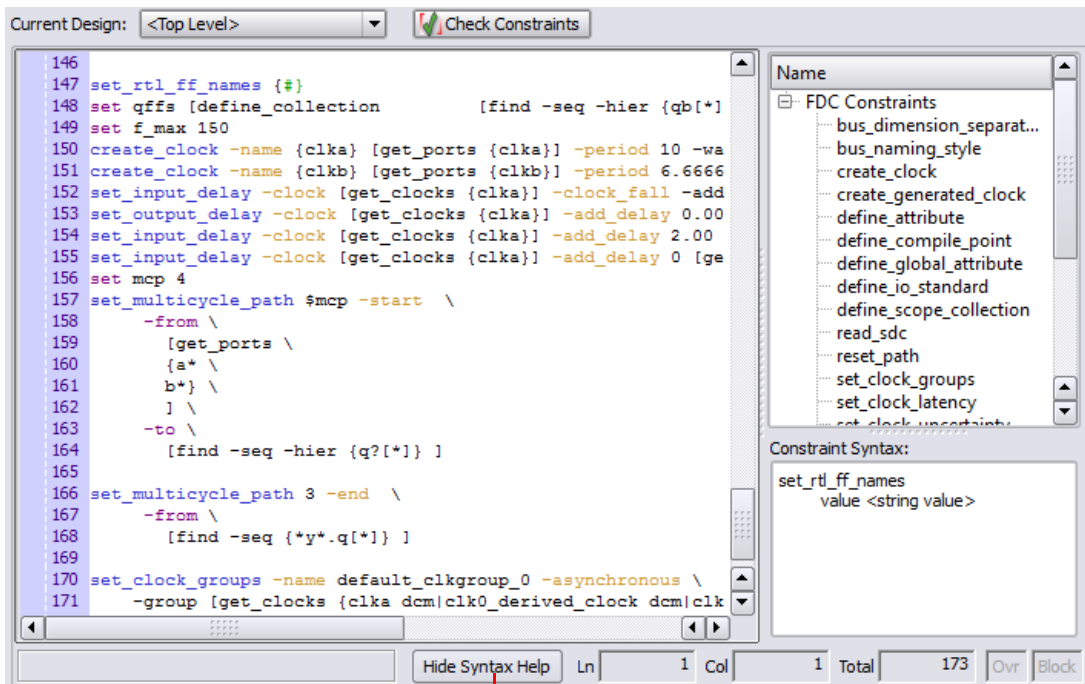 Current Design: <Top Level> Check Constraints
146
147 set_rtl_ff_names {#}
148 set qffs [define_collection [find -seq -hier {qb[*]
149 set f_max 150
150 create_clock -name {clka} [get_ports {clka}] -period 10 -wa
151 create_clock -name {clkb} [get_ports {clkb}] -period 6.6666
152 set_input_delay -clock [get_clocks {clka}] -clock_fall -add
153 set_output_delay -clock [get_clocks {clka}] -add_delay 0.00
154 set_input_delay -clock [get_clocks {clka}] -add_delay 2.00
155 set_input_delay -clock [get_clocks {clka}] -add_delay 0 [ge
156 set mcp 4
157 set_multicycle_path $mcp -start \
158 -from \
159 [get_ports \
160 {a* \
161 b*} \
162 ] \
163 -to \
164 [find -seq -hier {q?[*]} ]
165
166 set_multicycle_path 3 -end \
167 -from \
168 [find -seq {*y*.q[*]} ]
169
170 set_clock_groups -name default_clkgroup_0 -asynchronous \
171 -group [get_clocks {clka dcm|clk0_derived_clock dcm|clk
Name
FDC Constraints
bus_dimension_separat...
bus_naming_style
create_clock
create_generated_clock
define_attribute
define_compile_point
define_global_attribute
define_io_standard
define_scope_collection
read_sdc
reset_path
set_clock_groups
set_clock_latency
set_clock_uncertainty
Constraint Syntax:
set_rtl_ff_names
value <string value>
Hide Syntax Help Ln 1 Col 1 Total 173 Ovr Block